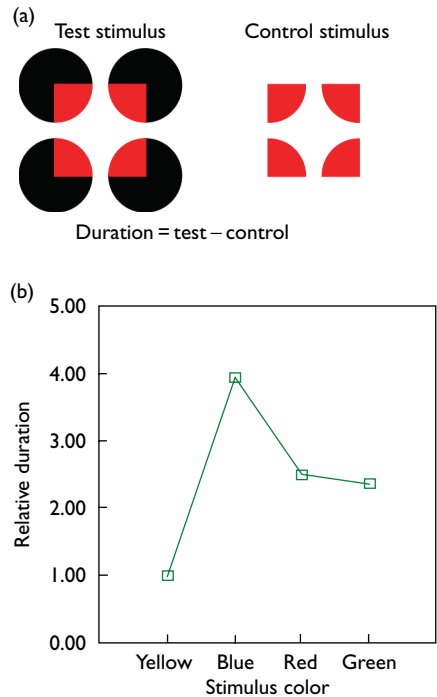 (a)
Test stimulus
Control stimulus
Duration = test – control
(b)
5.00
4.00
3.00
2.00
1.00
0.00
Relative duration
Yellow
Blue
Red
Green
Stimulus color